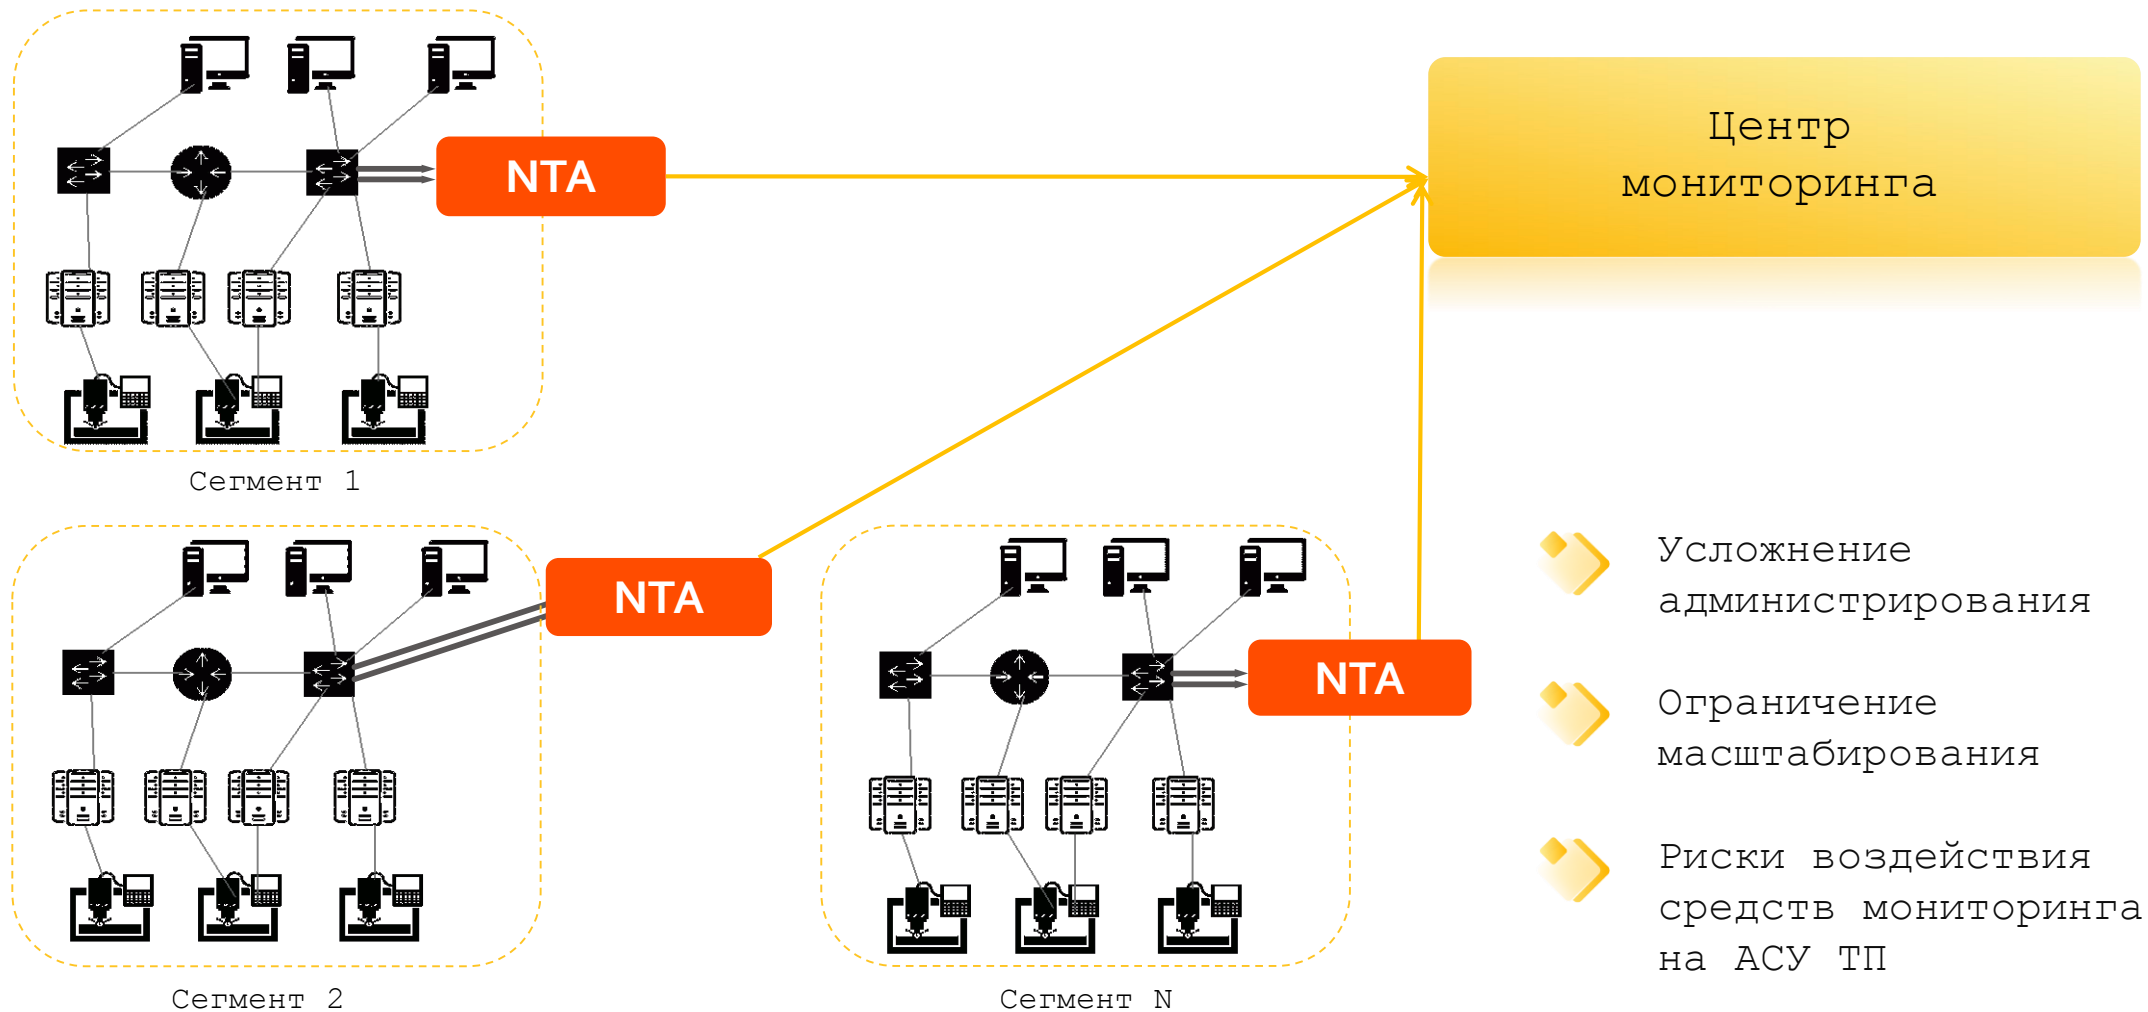 Центр
мониторинга
NTA
Сегмент 1
NTA
Сегмент 2
NTA
Сегмент N
Усложнение
администрирования
Ограничение
масштабирования
Риски воздействия
средств мониторинга
на АСУ ТП